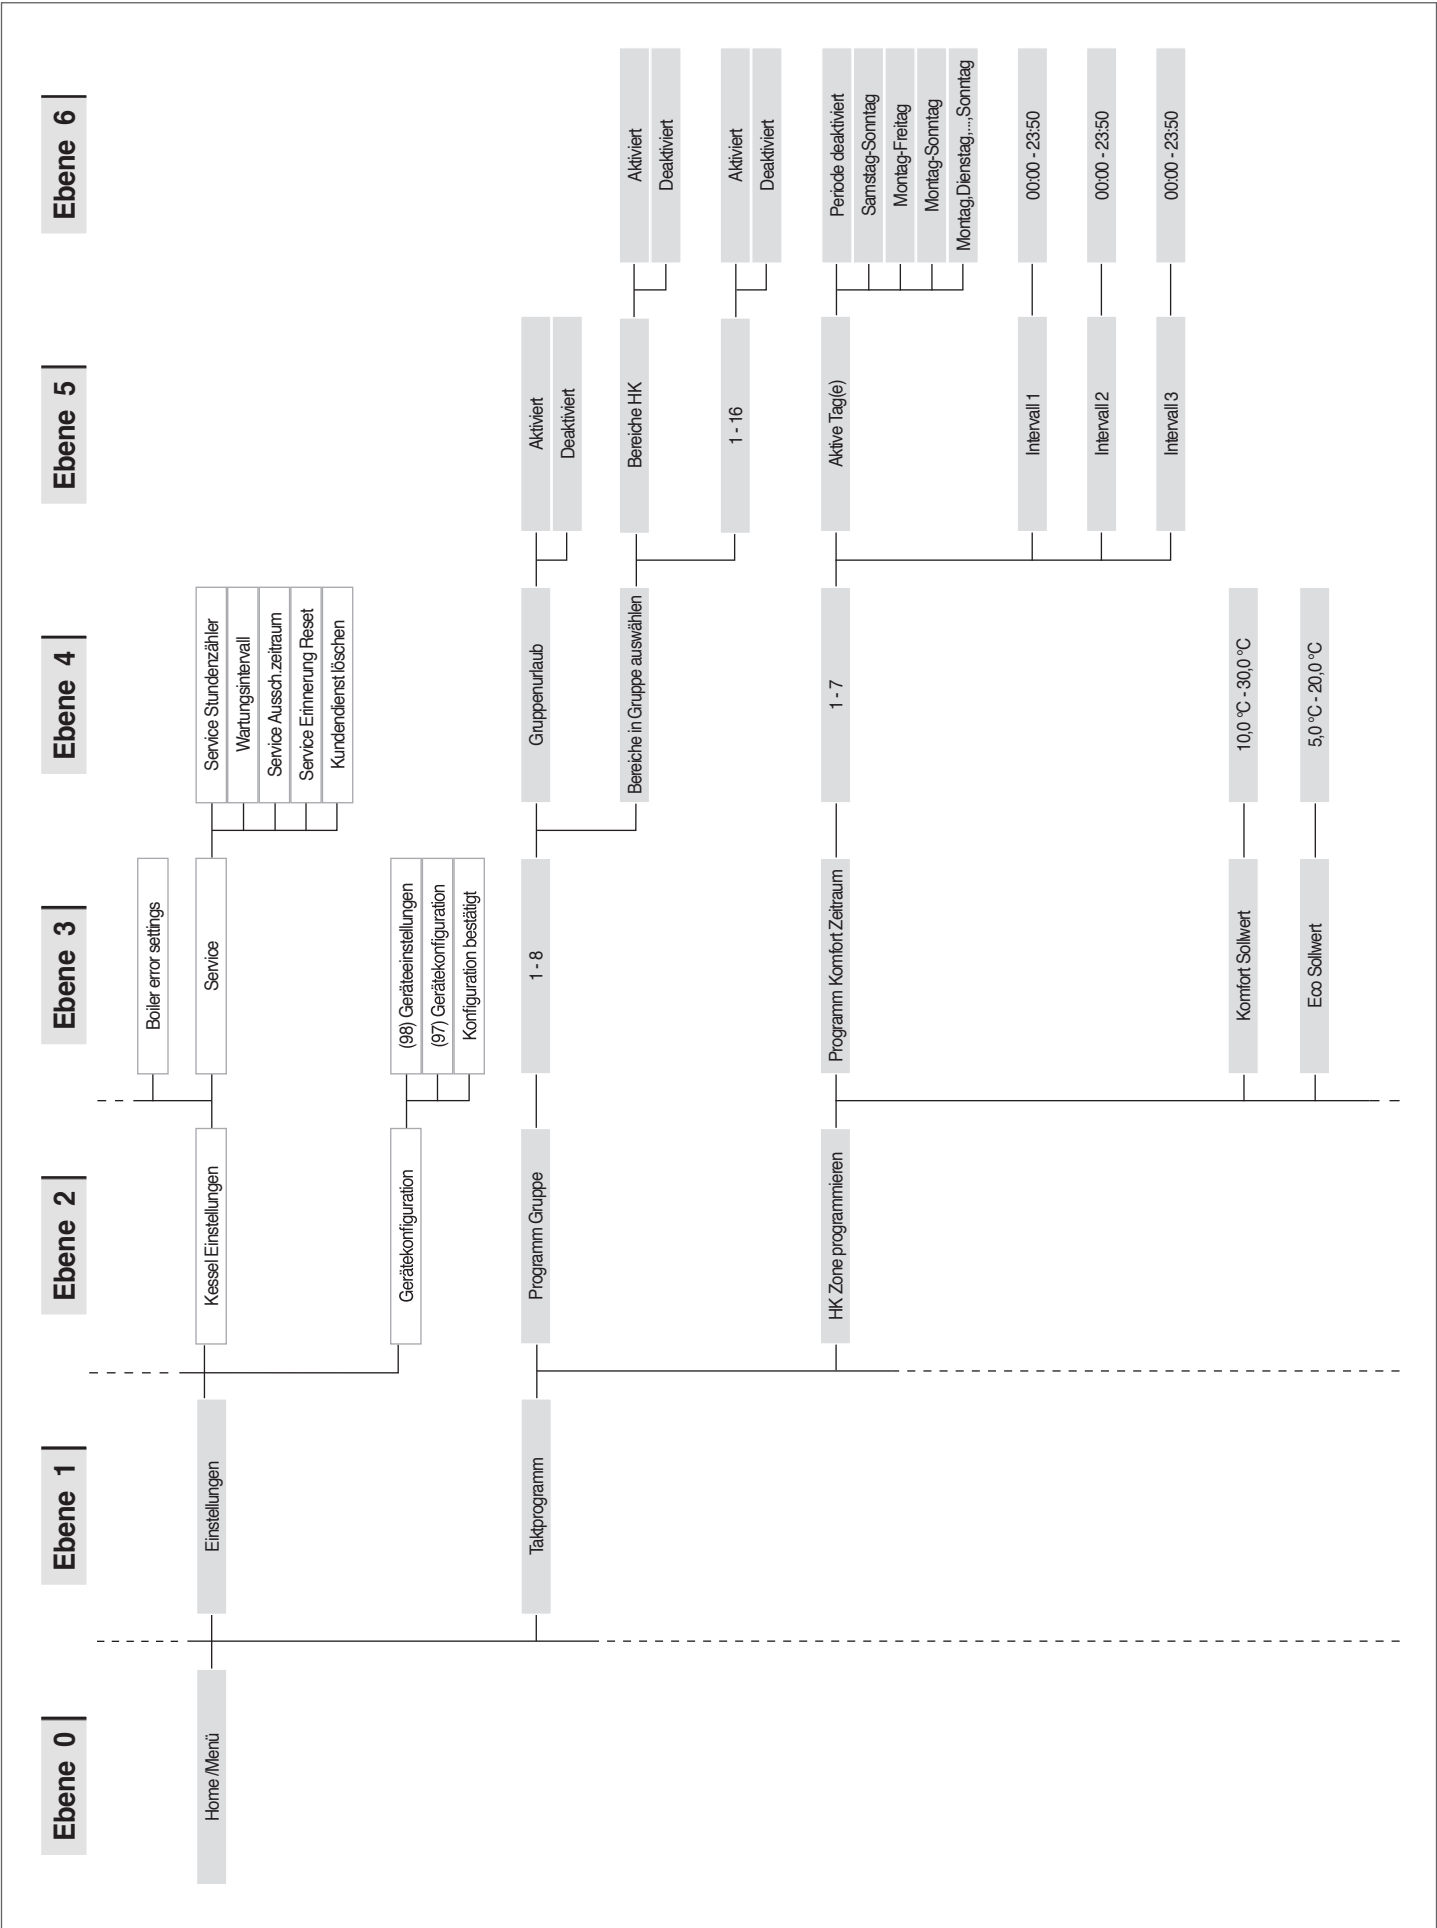 Ebene 0
Ebene 1
Ebene 2
Ebene 3
Ebene 4
Ebene 5
Ebene 6
Home /Menü
Einstellungen
Kessel Einstellungen
Boiler error settings
Service
Service Stundenzähler
Wartungsintervall
Service Aussch.zeitraum
Service Erinnerung Reset
Kundendienst löschen
Gerätekonfiguration
(98) Geräteeinstellungen
(97) Gerätekonfiguration
Konfiguration bestätigt
Taktprogramm
Programm Gruppe
1 - 8
Gruppenurlaub
Aktiviert
Deaktiviert
Bereiche in Gruppe auswählen
Bereiche HK
Aktiviert
Deaktiviert
1 - 16
Aktiviert
Deaktiviert
HK Zone programmieren
Programm Komfort Zeitraum
1 - 7
Aktive Tag(e)
Periode deaktiviert
Samstag-Sonntag
Montag-Freitag
Montag-Sonntag
Montag,Dienstag,...,Sonntag
Intervall 1
00:00 - 23:50
Intervall 2
00:00 - 23:50
Intervall 3
00:00 - 23:50
Komfort Sollwert
10,0 °C - 30,0 °C
Eco Sollwert
5,0 °C - 20,0 °C